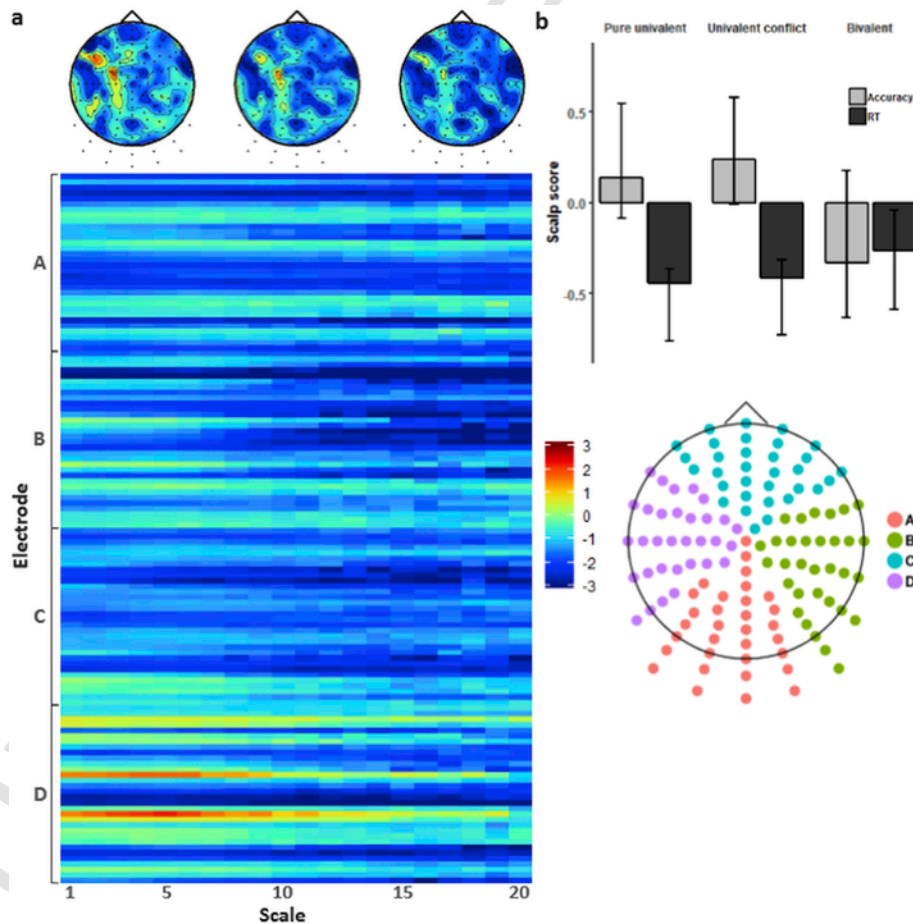 a
b
Pure univalent Univalent conflict Bivalent
Accuracy
RT
0.5
0.0
-0.5
Scalp score
A
B
C
D
Electrode
1 5 10 15 20
Scale
3
2
1
0
-1
-2
-3
A
B
C
D